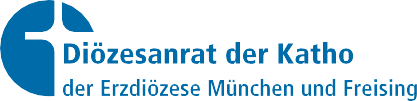 Diözesanrat der Katho
der Erzdiözese München und Freising